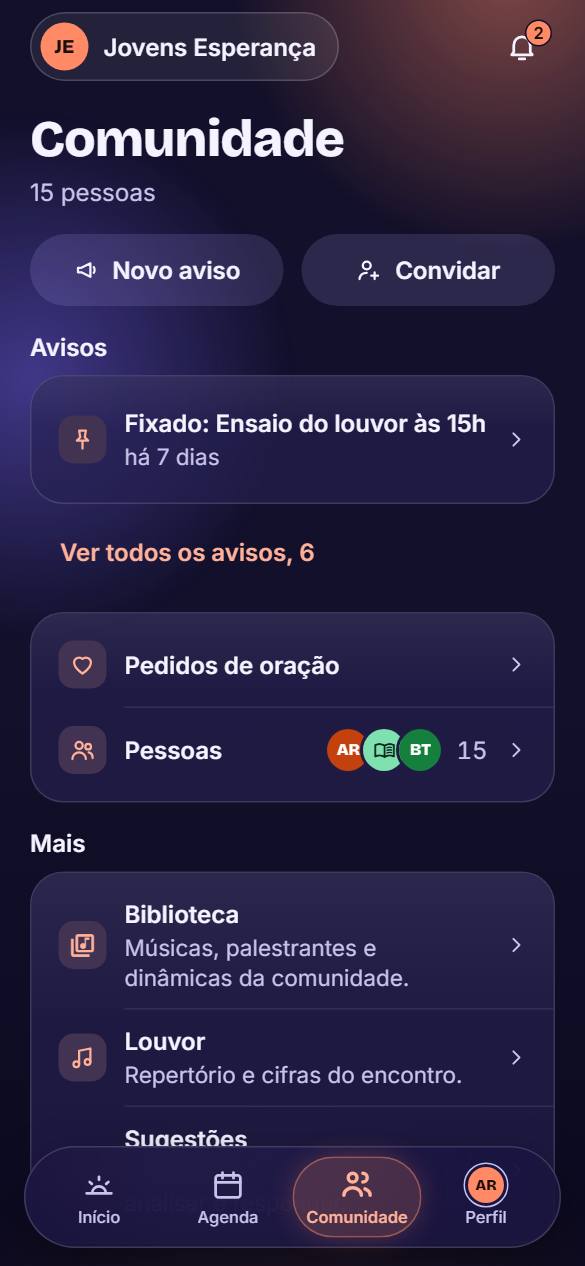 JE Jovens Esperança 2
Comunidade
15 pessoas
Novo aviso Convidar
Avisos
Fixado: Ensaio do louvor às 15h
há 7 dias
Ver todos os avisos, 6
Pedidos de oração
Pessoas AR BT 15
Mais
Biblioteca
Músicas, palestrantes e
dinâmicas da comunidade.
Louvor
Repertório e cifras do encontro.
Sugestões
Início Agenda Comunidade AR Perfil